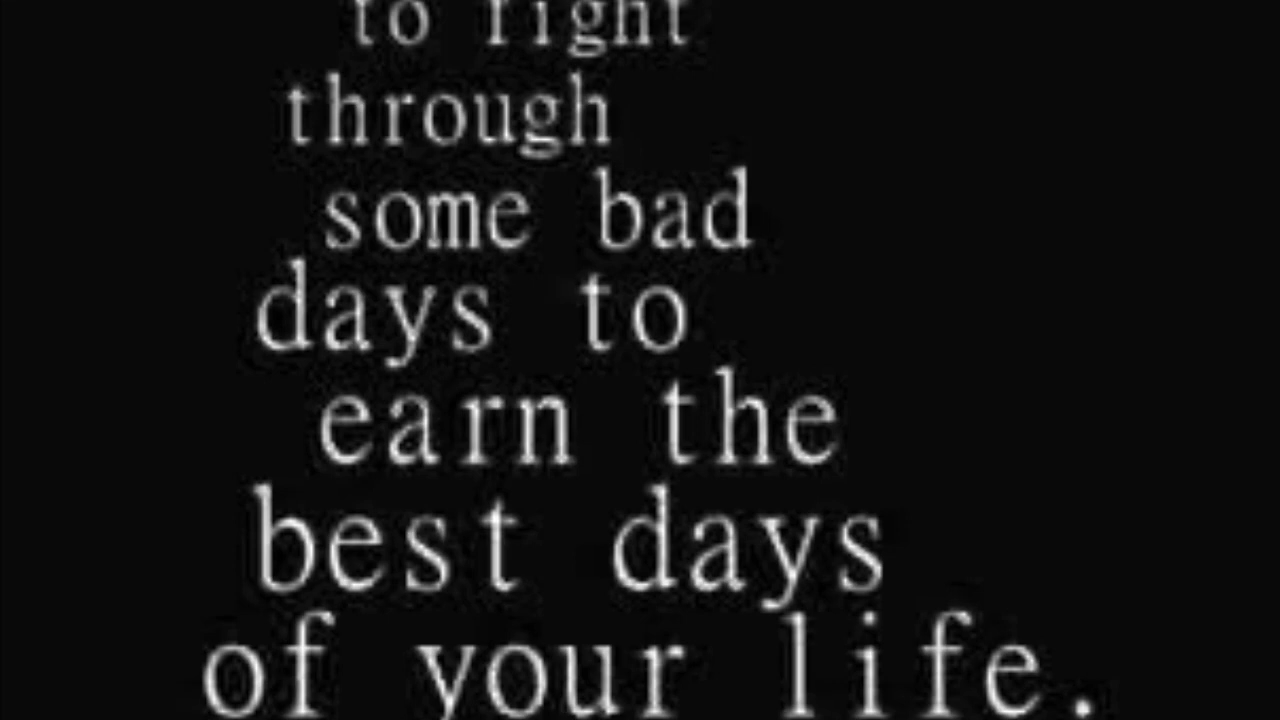 to fight
through
some bad
days to
earn the
best days
of your life.